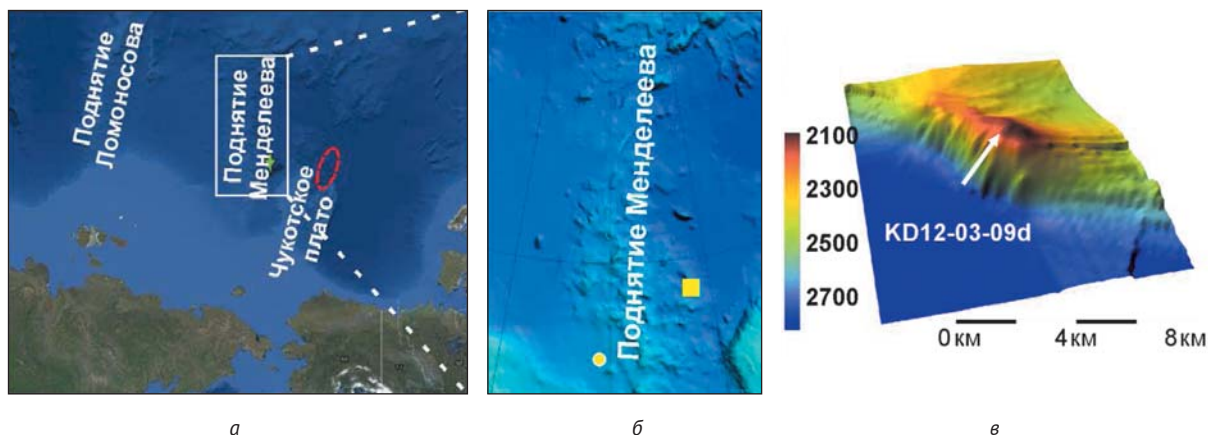 Поднятие
Ломоносова
Поднятие
Менделеева
Чукотское
плато
Поднятие Менделеева
2100
2300
2500
2700
KD12-03-09d
0 км
4 км
8 км
а
б
в